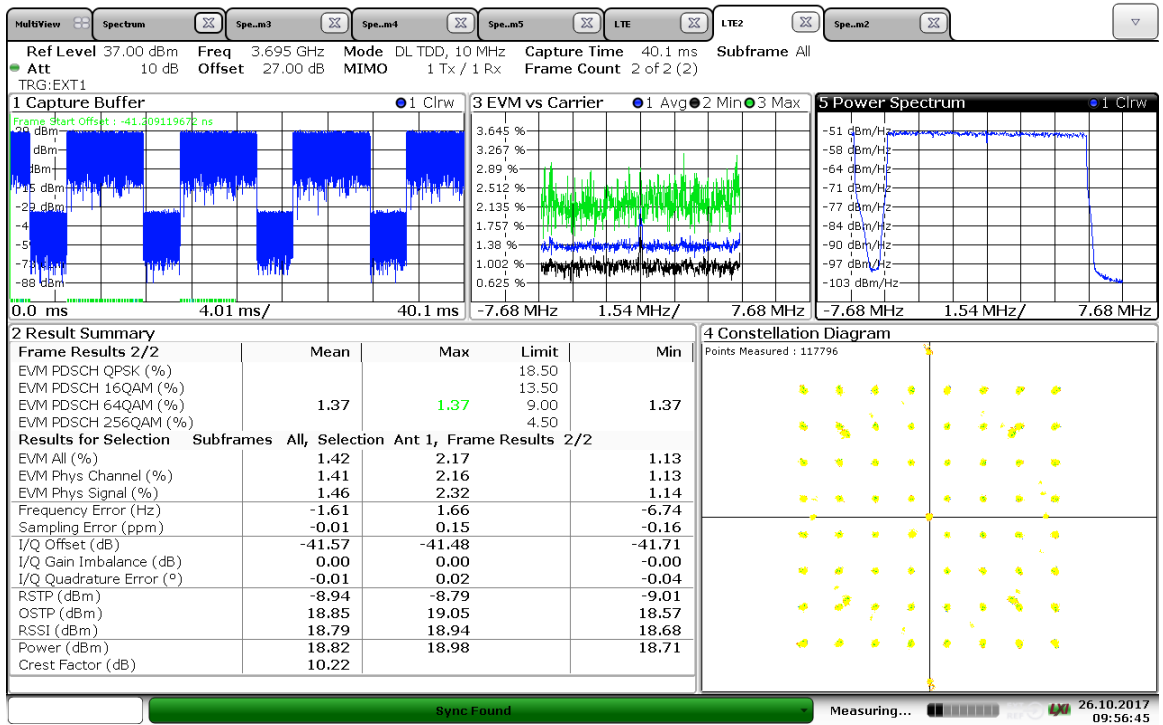 MultiView
Spectrum
Spe..m3
Spe..m4
Spe..m5
LTE
LTE2
Spe..m2
Ref Level 37.00 dBm Freq 3.695 GHz Mode DL TDD, 10 MHz Capture Time 40.1 ms Subframe All
Att 10 dB Offset 27.00 dB MIMO 1 Tx / 1 Rx Frame Count 2 of 2 (2)
TRG:EXT1
1 Capture Buffer
1 Clrw
Frame Start Offset : -41.209119672 ns
dBm
dBm
-29 dBm
-88 dBm
0.0 ms 4.01 ms/ 40.1 ms
3 EVM vs Carrier
1 Avg 2 Min 3 Max
3.645 %
3.267 %
2.89 %
2.512 %
2.135 %
1.757 %
1.38 %
1.002 %
0.625 %
-7.68 MHz 1.54 MHz/ 7.68 MHz
5 Power Spectrum
1 Clrw
-51 dBm/Hz
-58 dBm/Hz
-64 dBm/Hz
-71 dBm/Hz
-77 dBm/Hz
-84 dBm/Hz
-90 dBm/Hz
-97 dBm/Hz
-103 dBm/Hz
-7.68 MHz 1.54 MHz/ 7.68 MHz
2 Result Summary
Frame Results 2/2 Mean Max Limit Min
EVM PDSCH QPSK (%) 18.50
EVM PDSCH 16QAM (%) 13.50
EVM PDSCH 64QAM (%) 1.37 1.37 9.00 1.37
EVM PDSCH 256QAM (%) 4.50
Results for Selection Subframes All, Selection Ant 1, Frame Results 2/2
EVM All (%) 1.42 2.17 1.13
EVM Phys Channel (%) 1.41 2.16 1.13
EVM Phys Signal (%) 1.46 2.32 1.14
Frequency Error (Hz) -1.61 1.66 -6.74
Sampling Error (ppm) -0.01 0.15 -0.16
I/Q Offset (dB) -41.57 -41.48 -41.71
I/Q Gain Imbalance (dB) 0.00 0.00 -0.00
I/Q Quadrature Error (º) -0.01 0.02 -0.04
RSTP (dBm) -8.94 -8.79 -9.01
OSTP (dBm) 18.85 19.05 18.57
RSSI (dBm) 18.79 18.94 18.68
Power (dBm) 18.82 18.98 18.71
Crest Factor (dB) 10.22
4 Constellation Diagram
Points Measured : 117796
Sync Found
Measuring...
LXI
26.10.2017
09:56:45